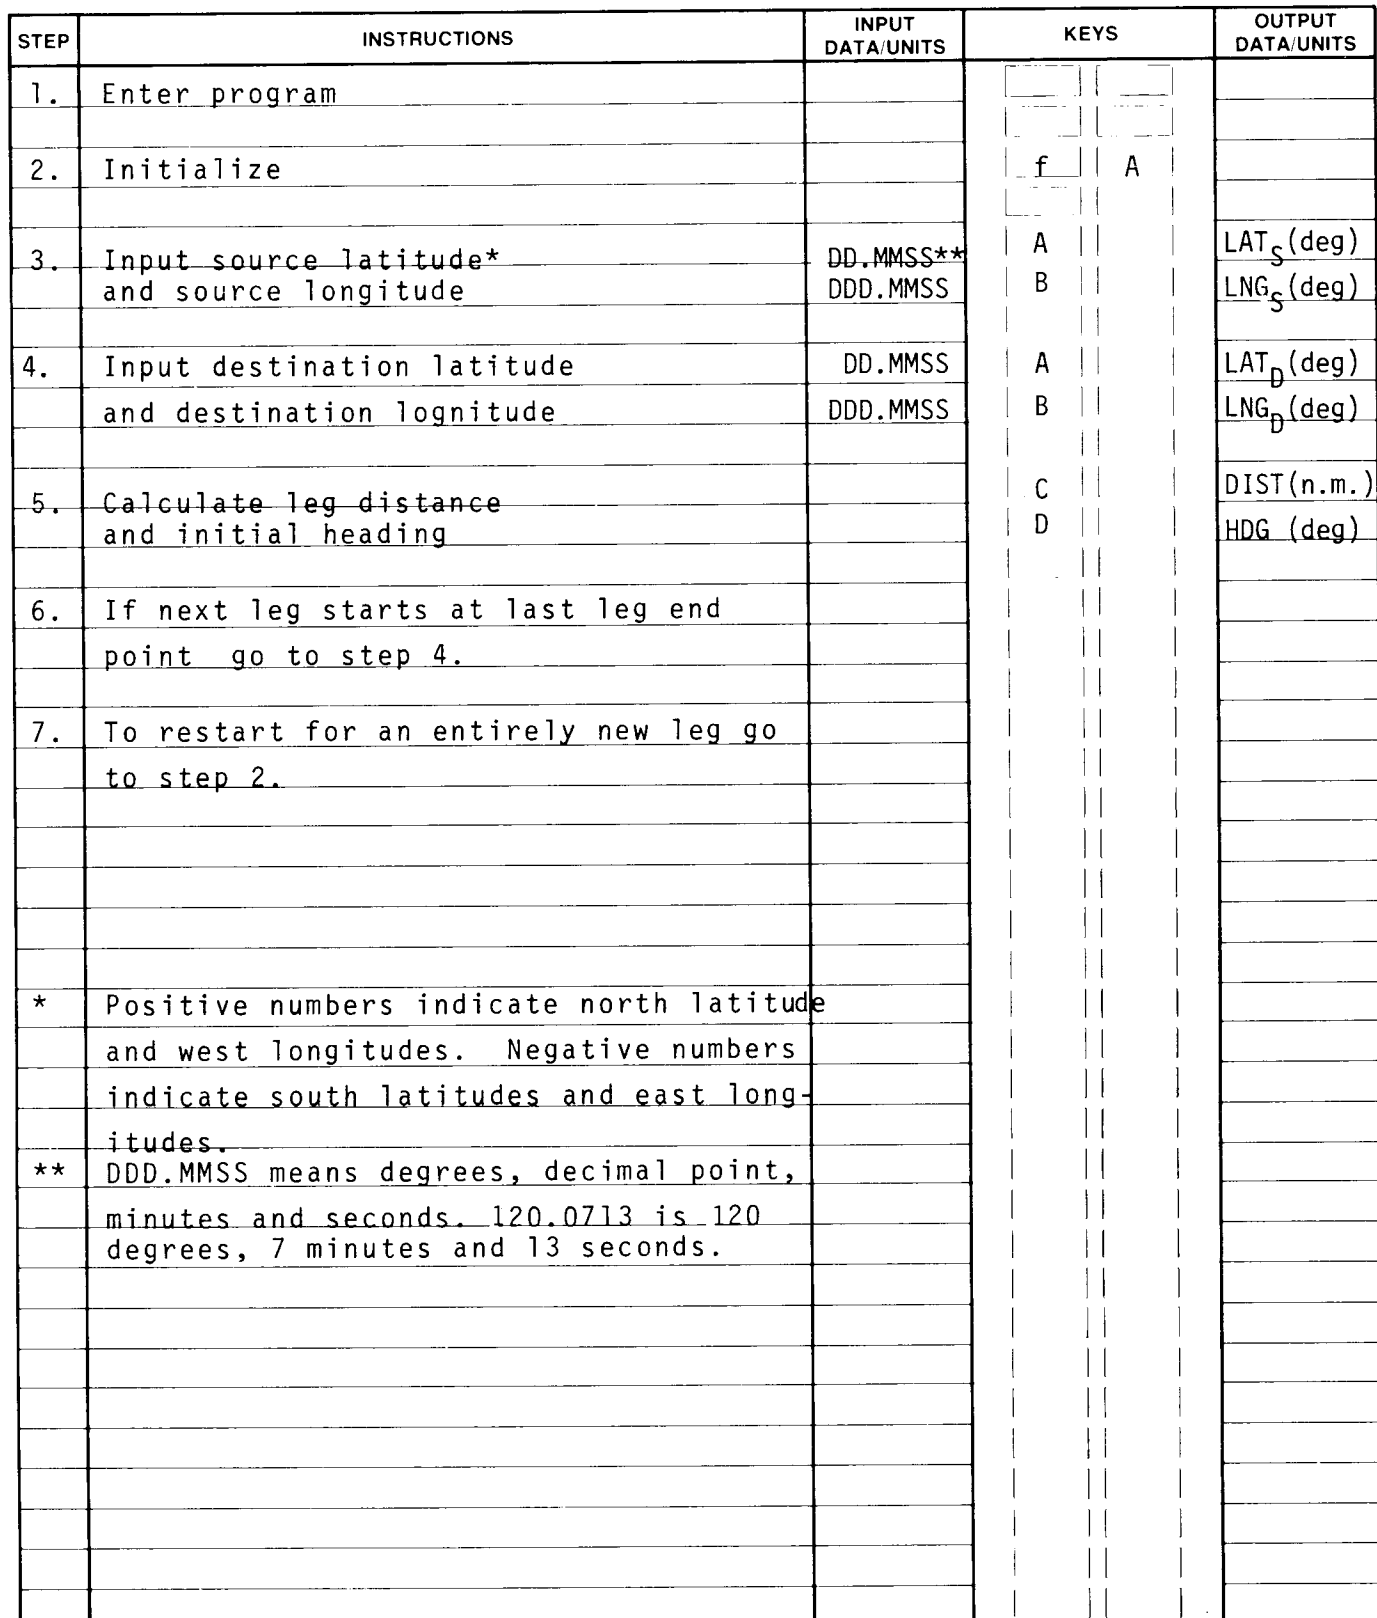 STEP INSTRUCTIONS INPUT DATA/UNITS KEYS OUTPUT DATA/UNITS
1. Enter program
2. Initialize f A
3. Input source latitude* DD.MMSS** A LATS(deg)
and source longitude DDD.MMSS B LNGS(deg)
4. Input destination latitude DD.MMSS A LATD(deg)
and destination lognitude DDD.MMSS B LNGD(deg)
5. Calculate leg distance C DIST(n.m.)
and initial heading D HDG (deg)
6. If next leg starts at last leg end
point go to step 4.
7. To restart for an entirely new leg go
to step 2.
* Positive numbers indicate north latitude
and west longitudes. Negative numbers
indicate south latitudes and east long-
itudes.
** DDD.MMSS means degrees, decimal point,
minutes and seconds. 120.0713 is 120
degrees, 7 minutes and 13 seconds.